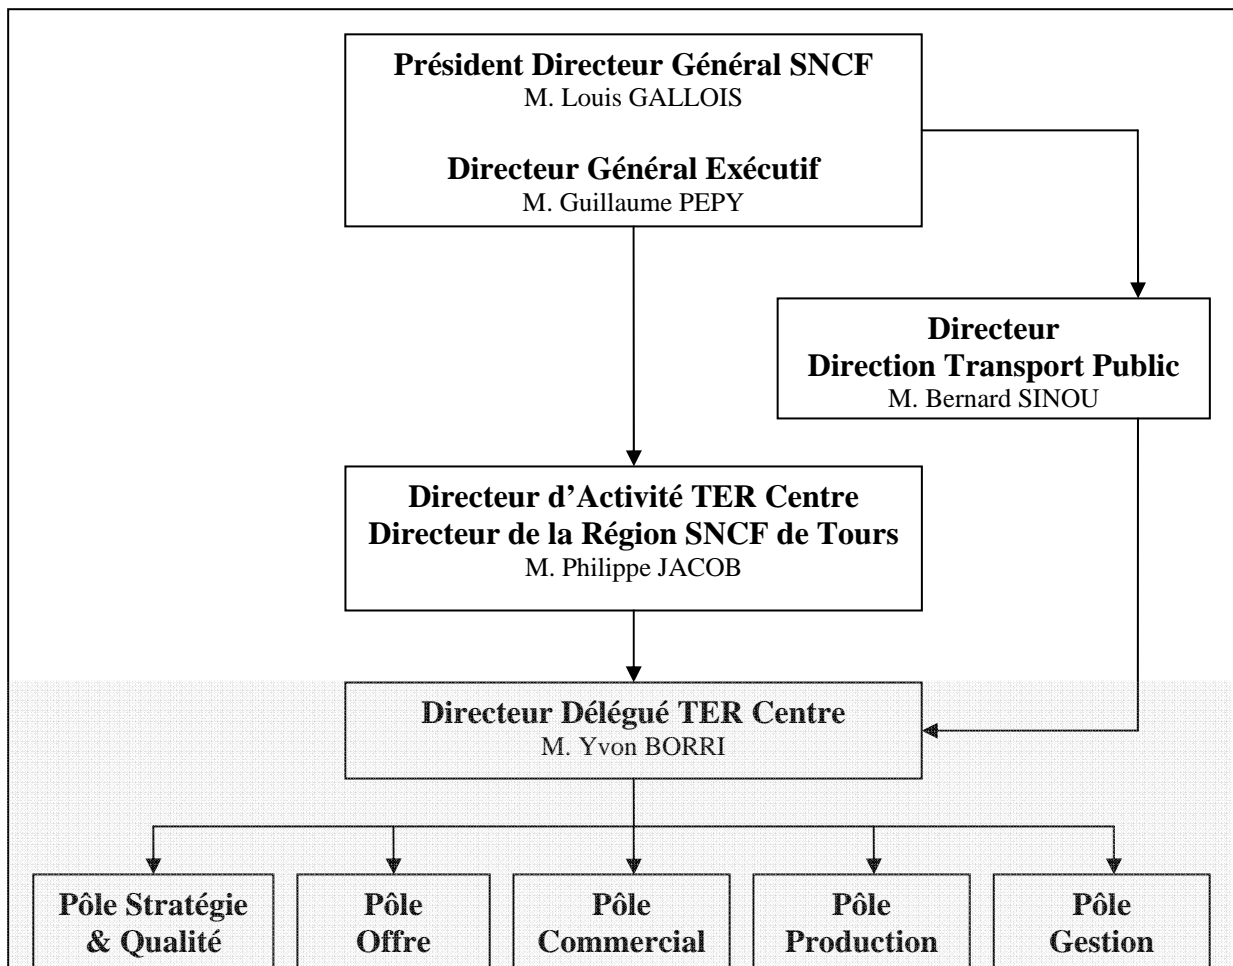 Président Directeur Général SNCF
M. Louis GALLOIS
Directeur Général Exécutif
M. Guillaume PEPY
Directeur
Direction Transport Public
M. Bernard SINOU
Directeur d’Activité TER Centre
Directeur de la Région SNCF de Tours
M. Philippe JACOB
Directeur Délégué TER Centre
M. Yvon BORRI
Pôle Stratégie
& Qualité
Pôle
Offre
Pôle
Commercial
Pôle
Production
Pôle
Gestion